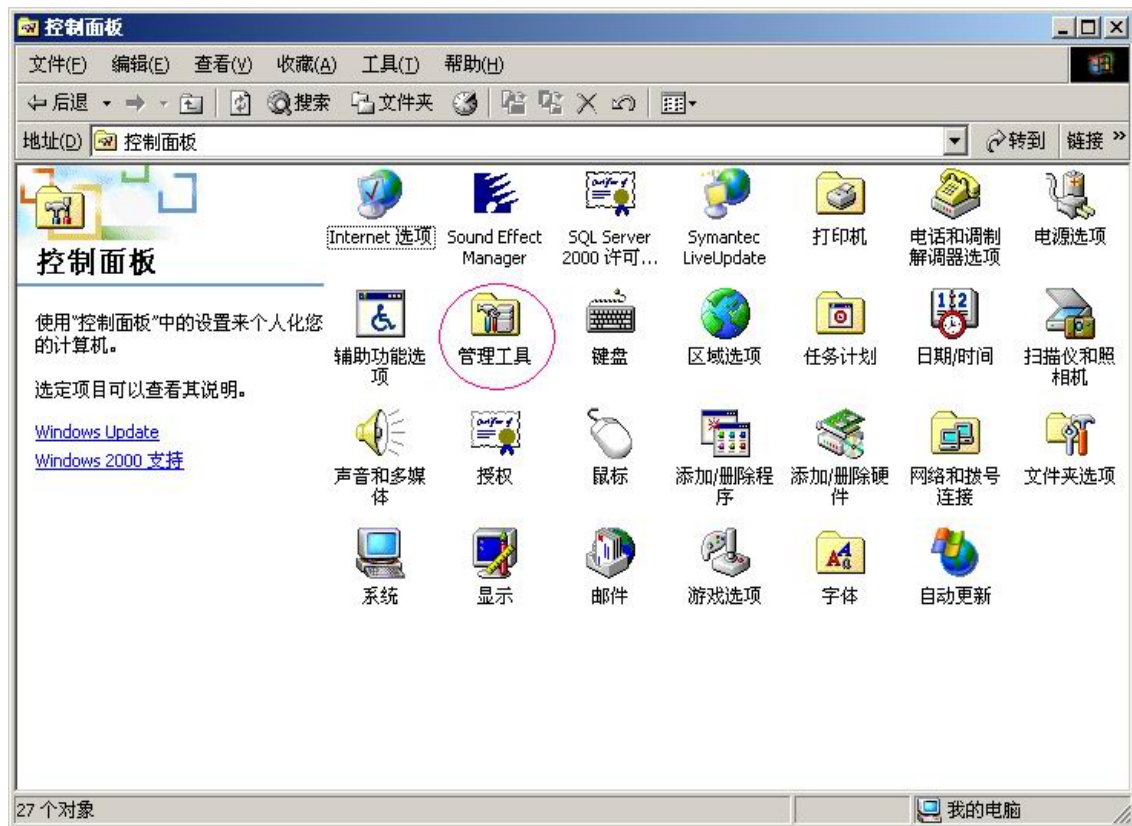 控制面板
文件(F) 编辑(E) 查看(V) 收藏(A) 工具(T) 帮助(H)
后退 搜索 文件夹
地址(D) 控制面板 转到 链接 »
控制面板
使用“控制面板”中的设置来个人化您
的计算机。
选定项目可以查看其说明。
Windows Update
Windows 2000 支持
Internet 选项
Sound Effect
Manager
SQL Server
2000 许可...
Symantec
LiveUpdate
打印机
电话和调制
解调器选项
电源选项
辅助功能选
项
管理工具
键盘
区域选项
任务计划
日期/时间
扫描仪和照
相机
声音和多媒
体
授权
鼠标
添加/删除程
序
添加/删除硬
件
网络和拨号
连接
文件夹选项
系统
显示
邮件
游戏选项
字体
自动更新
27 个对象 我的电脑